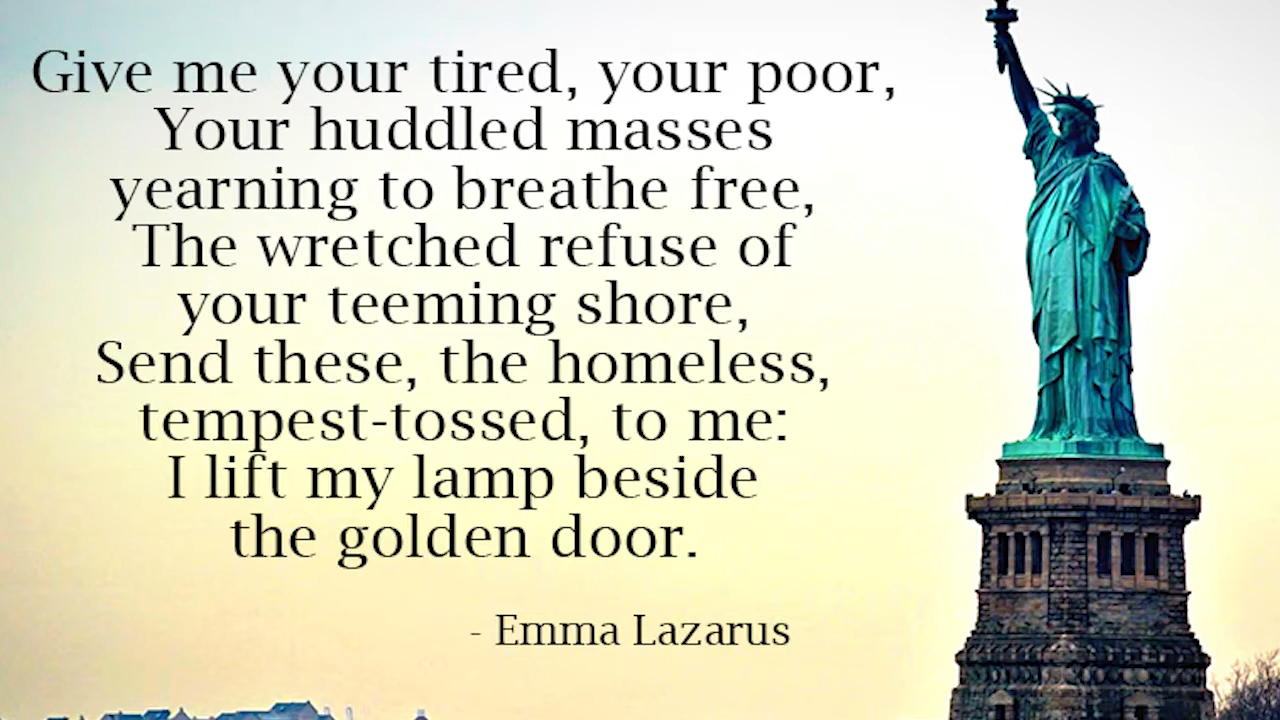 Give me your tired, your poor,
Your huddled masses
yearning to breathe free,
The wretched refuse of
your teeming shore,
Send these, the homeless,
tempest-tossed, to me:
I lift my lamp beside
the golden door.
- Emma Lazarus